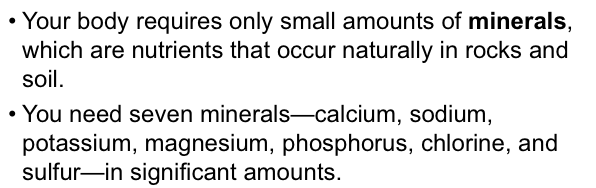 • Your body requires only small amounts of minerals,
which are nutrients that occur naturally in rocks and
soil.
• You need seven minerals—calcium, sodium,
potassium, magnesium, phosphorus, chlorine, and
sulfur—in significant amounts.